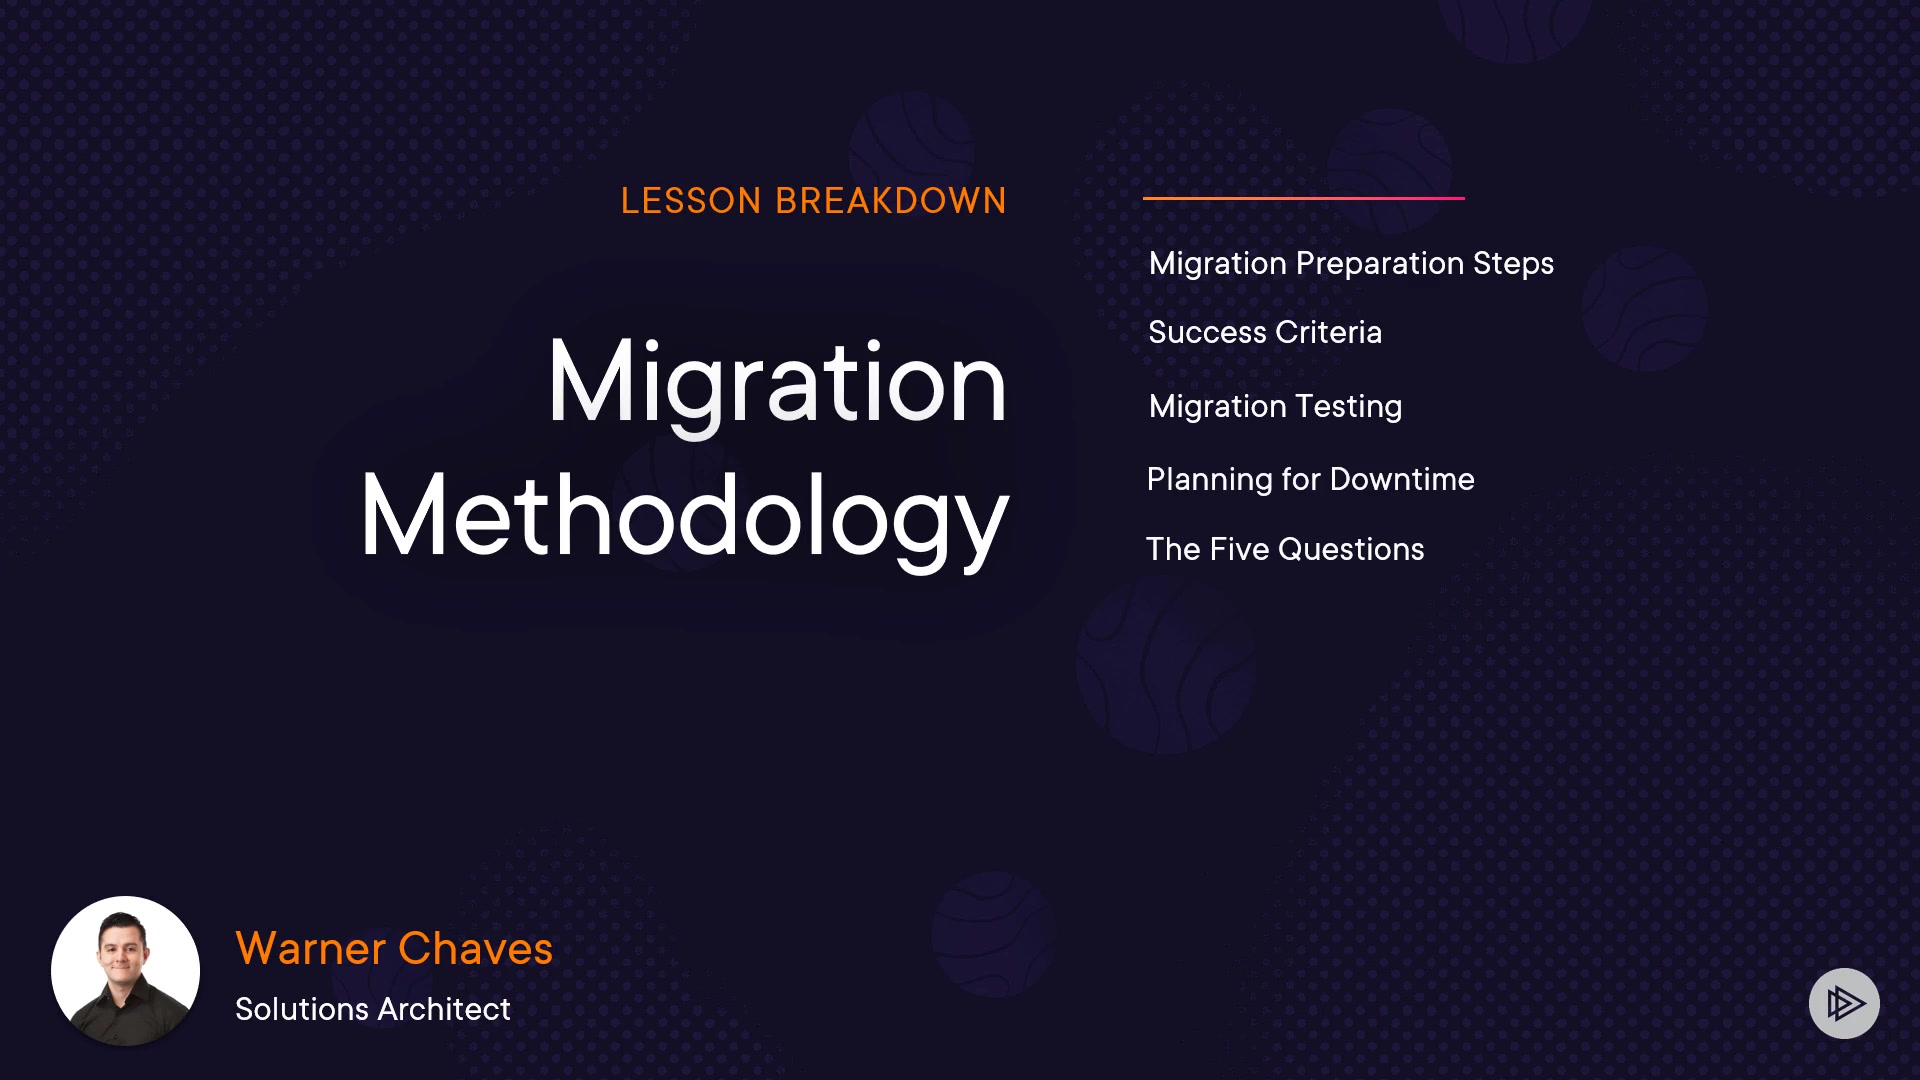 LESSON BREAKDOWN
Migration
Methodology
Migration Preparation Steps
Success Criteria
Migration Testing
Planning for Downtime
The Five Questions
Warner Chaves
Solutions Architect